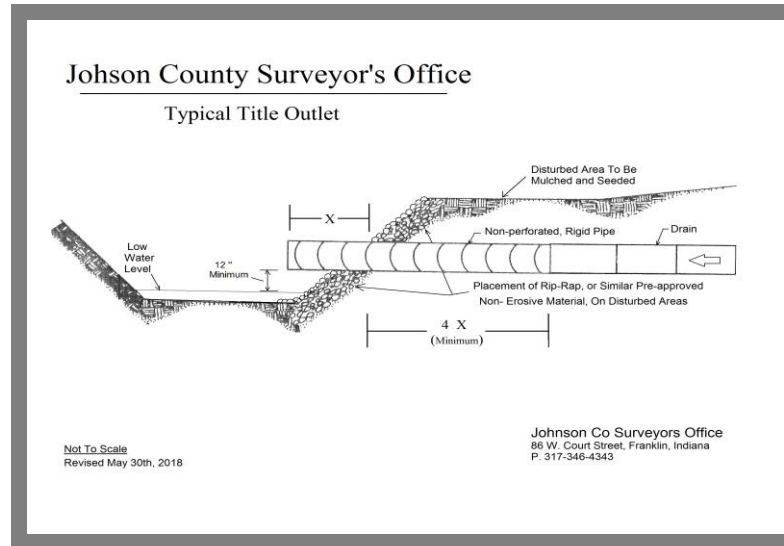 Johson County Surveyor's Office
Typical Title Outlet
Disturbed Area To Be
Mulched and Seeded
X
Non-perforated, Rigid Pipe
Drain
Low
Water
Level
12 "
Minimum
Placement of Rip-Rap, or Similar Pre-approved
Non- Erosive Material, On Disturbed Areas
4 X
(Minimum)
Not To Scale
Revised May 30th, 2018
Johnson Co Surveyors Office
86 W. Court Street, Franklin, Indiana
P. 317-346-4343